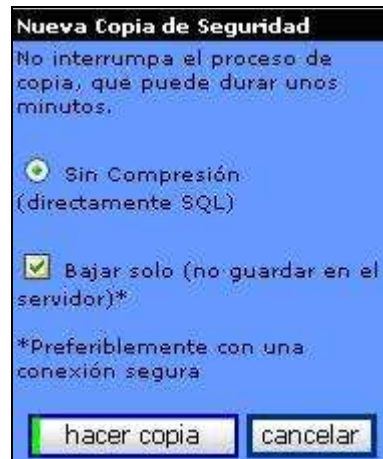 Nueva Copia de Seguridad
No interrumpa el proceso de
copia, que puede durar unos
minutos.
Sin Compresión
(directamente SQL)
Bajar solo (no guardar en el
servidor)*
*Preferiblemente con una
conexión segura
hacer copia cancelar